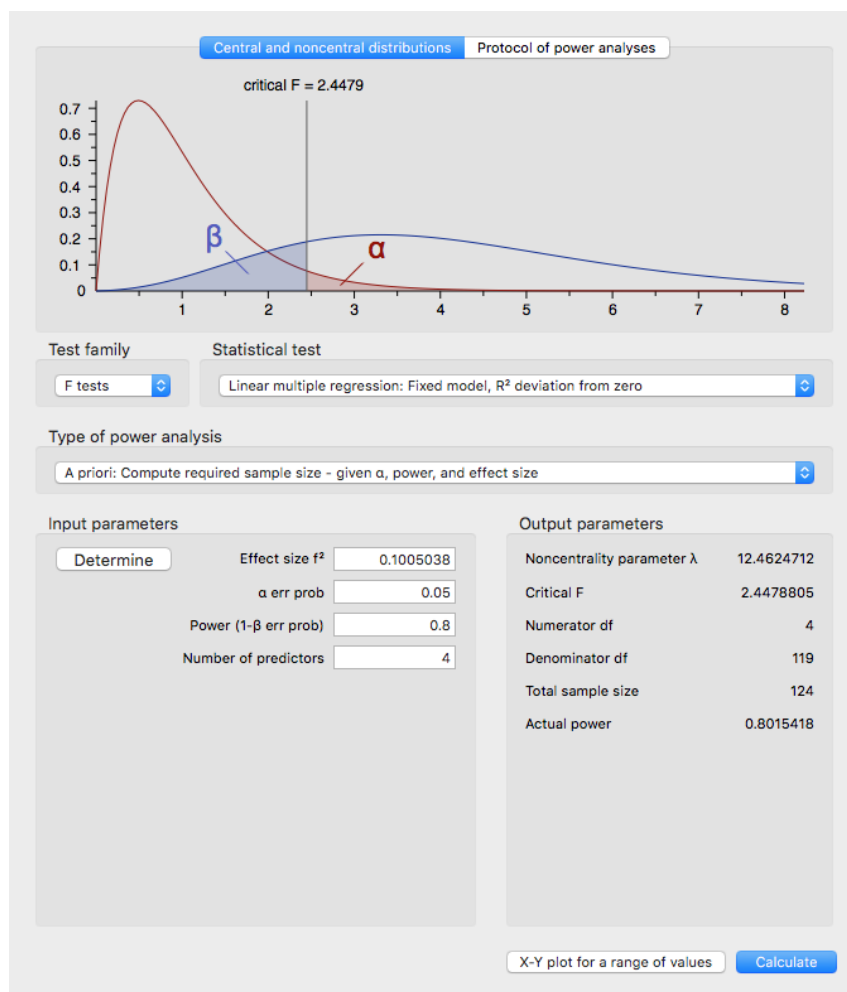 Central and noncentral distributions Protocol of power analyses
critical F = 2.4479
0.7
0.6
0.5
0.4
0.3
0.2
0.1
0
β
α
1 2 3 4 5 6 7 8
Test family Statistical test
F tests Linear multiple regression: Fixed model, R² deviation from zero
Type of power analysis
A priori: Compute required sample size - given α, power, and effect size
Input parameters Output parameters
Determine Effect size f² 0.1005038 Noncentrality parameter λ 12.4624712
α err prob 0.05 Critical F 2.4478805
Power (1-β err prob) 0.8 Numerator df 4
Number of predictors 4 Denominator df 119
Total sample size 124
Actual power 0.8015418
X-Y plot for a range of values Calculate